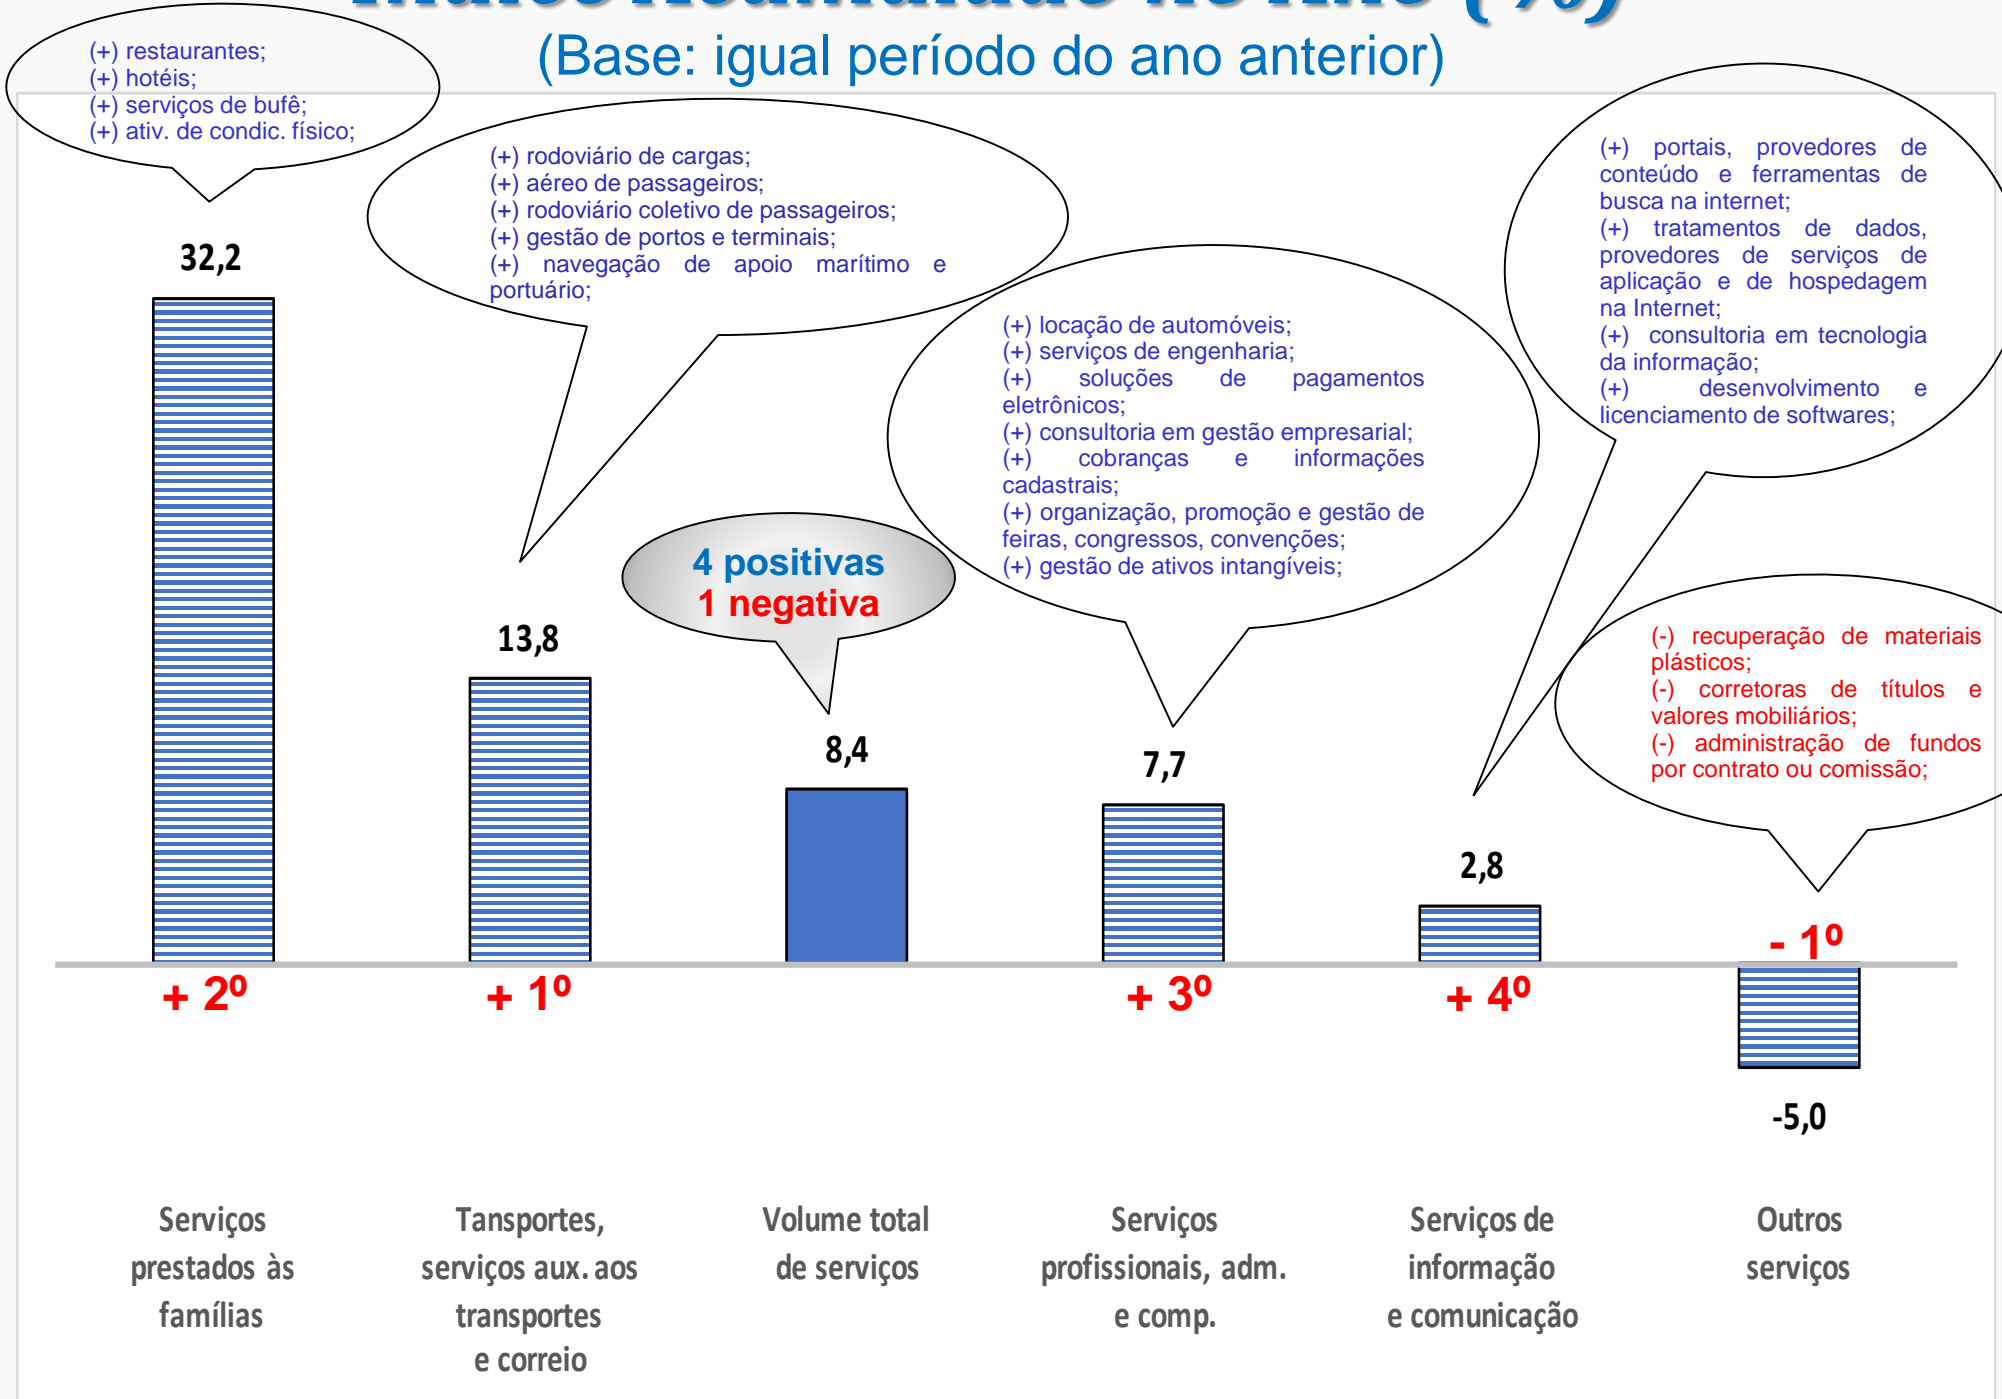 (Base: igual período do ano anterior)
(+) restaurantes;
(+) hotéis;
(+) serviços de bufê;
(+) ativ. de condic. físico;
(+) rodoviário de cargas;
(+) aéreo de passageiros;
(+) rodoviário coletivo de passageiros;
(+) gestão de portos e terminais;
(+) navegação de apoio marítimo e
portuário;
(+) locação de automóveis;
(+) serviços de engenharia;
(+) soluções de pagamentos
eletrônicos;
(+) consultoria em gestão empresarial;
(+) cobranças e informações
cadastrais;
(+) organização, promoção e gestão de
feiras, congressos, convenções;
(+) gestão de ativos intangíveis;
(+) portais, provedores de
conteúdo e ferramentas de
busca na internet;
(+) tratamentos de dados,
provedores de serviços de
aplicação e de hospedagem
na Internet;
(+) consultoria em tecnologia
da informação;
(+) desenvolvimento e
licenciamento de softwares;
(-) recuperação de materiais
plásticos;
(-) corretoras de títulos e
valores mobiliários;
(-) administração de fundos
por contrato ou comissão;
4 positivas
1 negativa
32,2
13,8
8,4
7,7
2,8
-5,0
+ 2º
+ 1º
+ 3º
+ 4º
- 1º
Serviços
prestados às
famílias
Tansportes,
serviços aux. aos
transportes
e correio
Volume total
de serviços
Serviços
profissionais, adm.
e comp.
Serviços de
informação
e comunicação
Outros
serviços